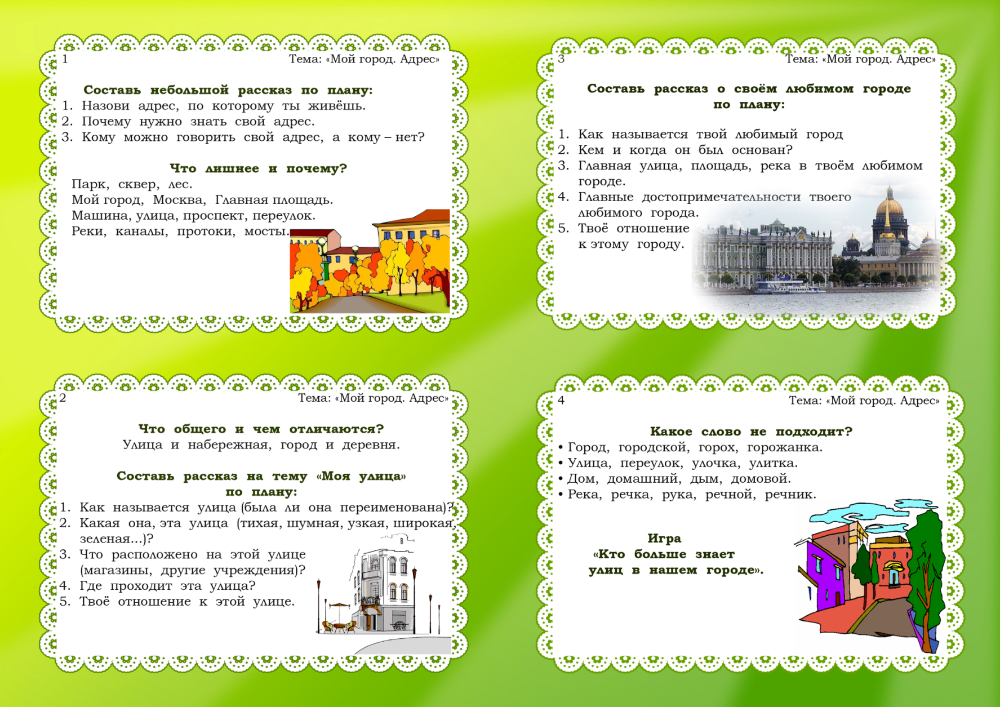 1
Тема: «Мой город. Адрес»
Составь небольшой рассказ по плану:
1. Назови адрес, по которому ты живёшь.
2. Почему нужно знать свой адрес.
3. Кому можно говорить свой адрес, а кому – нет?
Что лишнее и почему?
Парк, сквер, лес.
Мой город, Москва, Главная площадь.
Машина, улица, проспект, переулок.
Реки, каналы, протоки, мосты.
2
Тема: «Мой город. Адрес»
Что общего и чем отличаются?
Улица и набережная, город и деревня.
Составь рассказ на тему «Моя улица»
по плану:
1. Как называется улица (была ли она переименована)?
2. Какая она, эта улица (тихая, шумная, узкая, широкая,
зеленая...)?
3. Что расположено на этой улице
(магазины, другие учреждения)?
4. Где проходит эта улица?
5. Твоё отношение к этой улице.
3
Тема: «Мой город. Адрес»
Составь рассказ о своём любимом городе
по плану:
1. Как называется твой любимый город
2. Кем и когда он был основан?
3. Главная улица, площадь, река в твоём любимом
городе.
4. Главные достопримечательности твоего
любимого города.
5. Твоё отношение
к этому городу.
4
Тема: «Мой город. Адрес»
Какое слово не подходит?
• Город, городской, горох, горожанка.
• Улица, переулок, улочка, улитка.
• Дом, домашний, дым, домовой.
• Река, речка, рука, речной, речник.
Игра
«Кто больше знает
улиц в нашем городе».